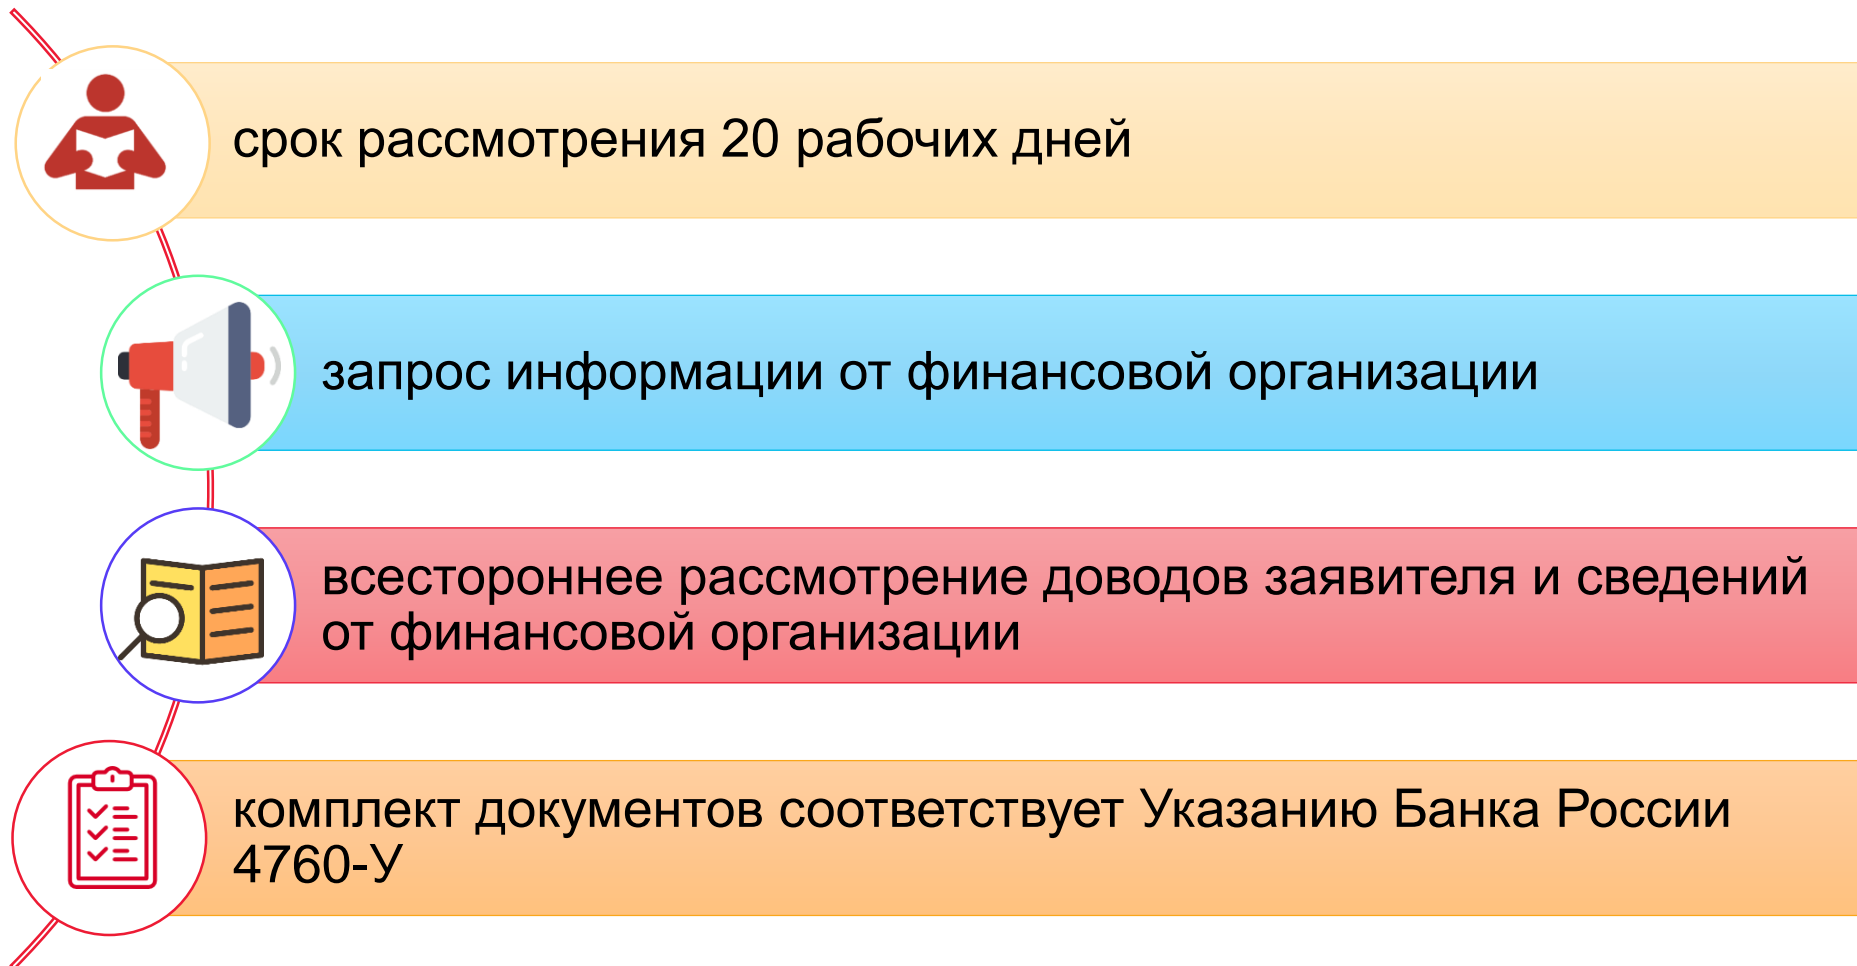 срок рассмотрения 20 рабочих дней
запрос информации от финансовой организации
всестороннее рассмотрение доводов заявителя и сведений
от финансовой организации
комплект документов соответствует Указанию Банка России
4760-У